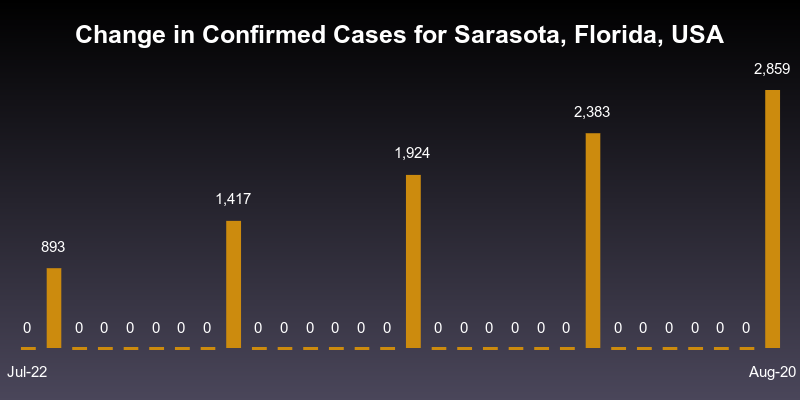 Change in Confirmed Cases for Sarasota, Florida, USA
2,859
2,383
1,924
1,417
893
0 0 0 0 0 0 0 0 0 0 0 0 0 0 0 0 0 0 0 0 0 0 0 0 0
Jul-22 Aug-20